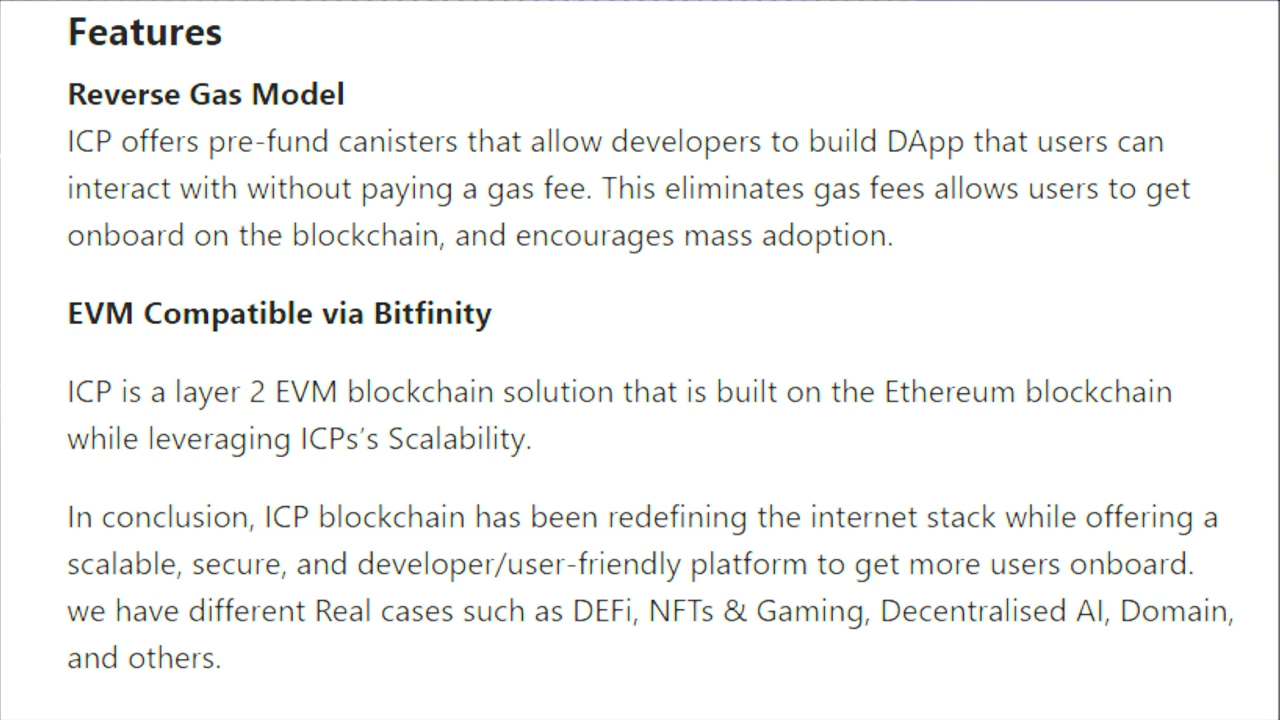 Features
Reverse Gas Model
ICP offers pre-fund canisters that allow developers to build DApp that users can
interact with without paying a gas fee. This eliminates gas fees allows users to get
onboard on the blockchain, and encourages mass adoption.
EVM Compatible via Bitfinity
ICP is a layer 2 EVM blockchain solution that is built on the Ethereum blockchain
while leveraging ICPs’s Scalability.
In conclusion, ICP blockchain has been redefining the internet stack while offering a
scalable, secure, and developer/user-friendly platform to get more users onboard.
we have different Real cases such as DEFi, NFTs & Gaming, Decentralised AI, Domain,
and others.